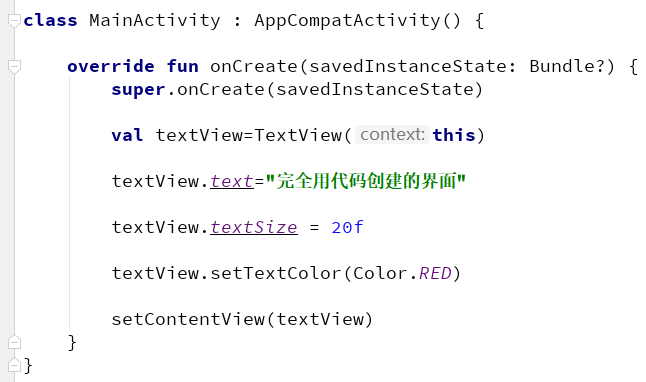 class MainActivity : AppCompatActivity() {
override fun onCreate(savedInstanceState: Bundle?) {
super.onCreate(savedInstanceState)
val textView=TextView( context: this)
textView.text="完全用代码创建的界面"
textView.textSize = 20f
textView.setTextColor(Color.RED)
setContentView(textView)
}
}